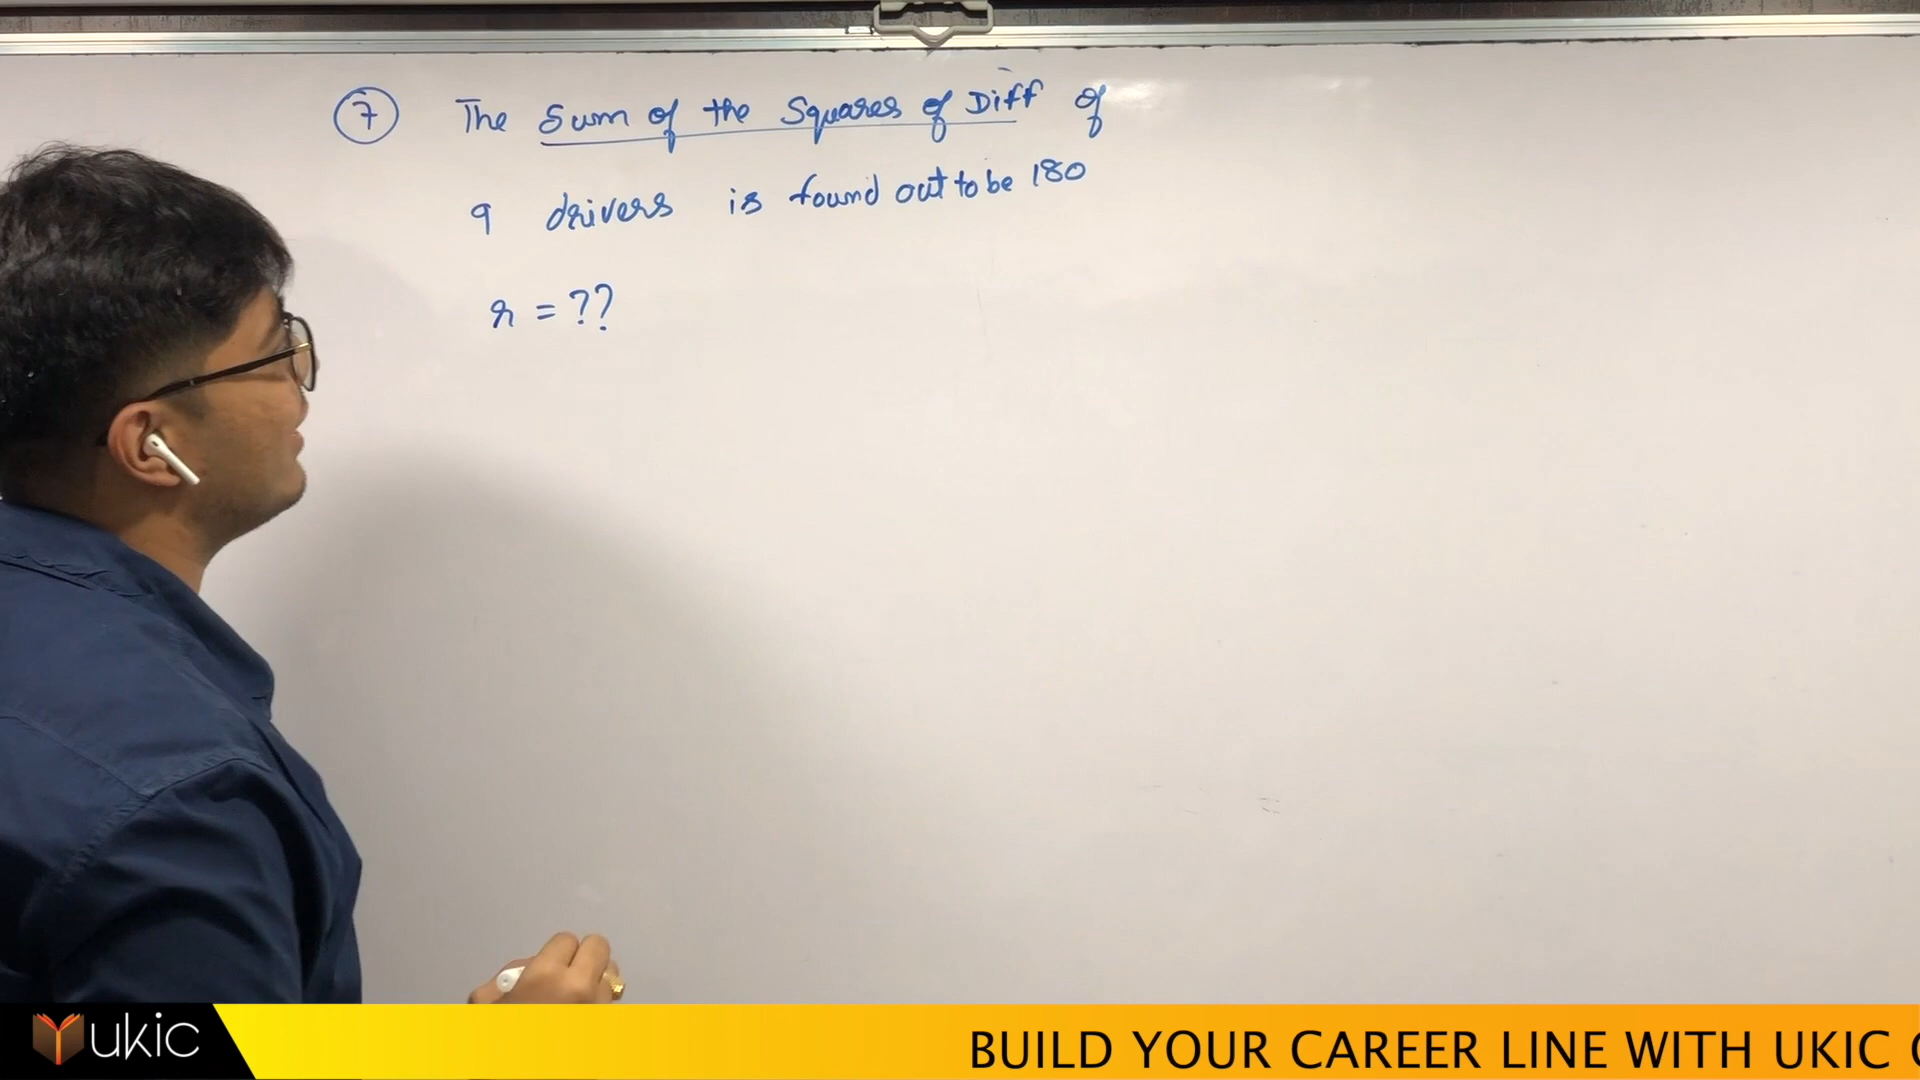 7 The Sum of the Squares of Diff of
9 drivers is found out to be 180
r = ??
ukic
BUILD YOUR CAREER LINE WITH UKIC